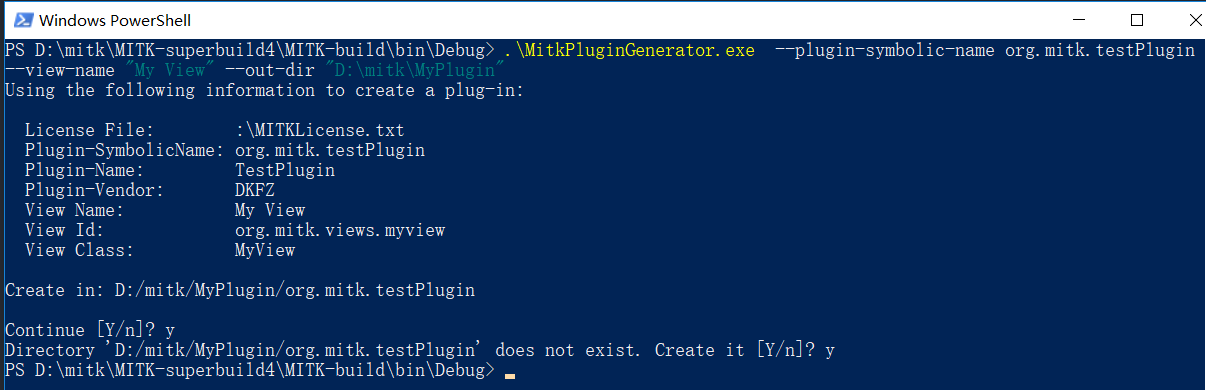 Windows PowerShell
PS D:\mitk\MITK-superbuild4\MITK-build\bin\Debug> .\MitkPluginGenerator.exe  --plugin-symbolic-name org.mitk.testPlugin
--view-name "My View" --out-dir "D:\mitk\MyPlugin"
Using the following information to create a plug-in:
License File:        :\MITKLicense.txt
Plugin-SymbolicName: org.mitk.testPlugin
Plugin-Name:         TestPlugin
Plugin-Vendor:       DKFZ
View Name:           My View
View Id:             org.mitk.views.myview
View Class:          MyView
Create in: D:/mitk/MyPlugin/org.mitk.testPlugin
Continue [Y/n]? y
Directory 'D:/mitk/MyPlugin/org.mitk.testPlugin' does not exist. Create it [Y/n]? y
PS D:\mitk\MITK-superbuild4\MITK-build\bin\Debug>